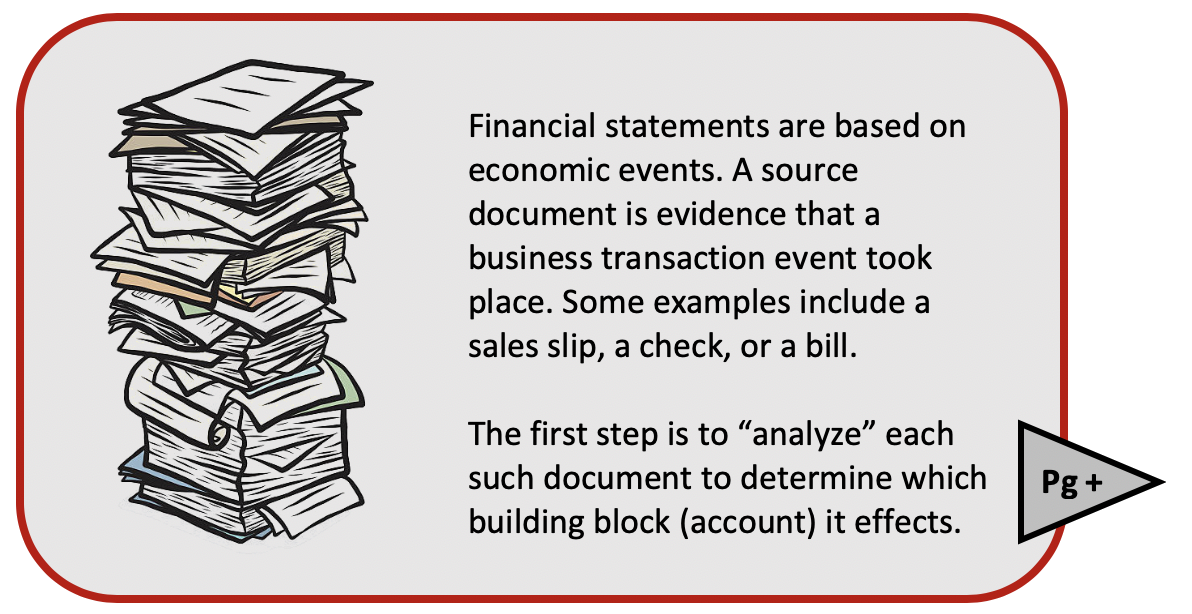 Financial statements are based on
economic events. A source
document is evidence that a
business transaction event took
place. Some examples include a
sales slip, a check, or a bill.
The first step is to “analyze” each
such document to determine which
building block (account) it effects.
Pg +